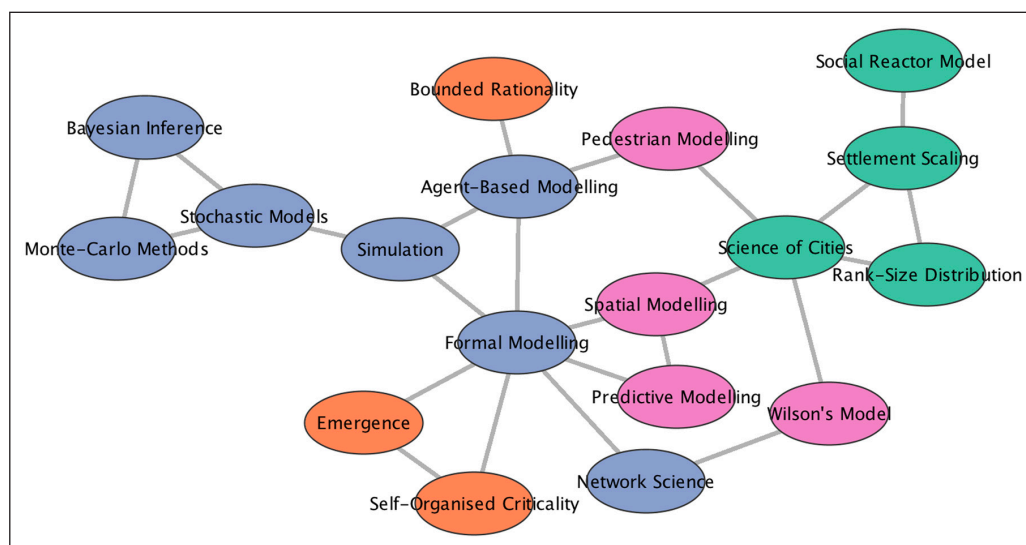 Social Reactor Model
Bounded Rationality
Bayesian Inference
Pedestrian Modelling
Settlement Scaling
Agent-Based Modelling
Stochastic Models
Monte-Carlo Methods
Simulation
Science of Cities
Rank-Size Distribution
Spatial Modelling
Formal Modelling
Predictive Modelling
Wilson's Model
Emergence
Network Science
Self-Organised Criticality